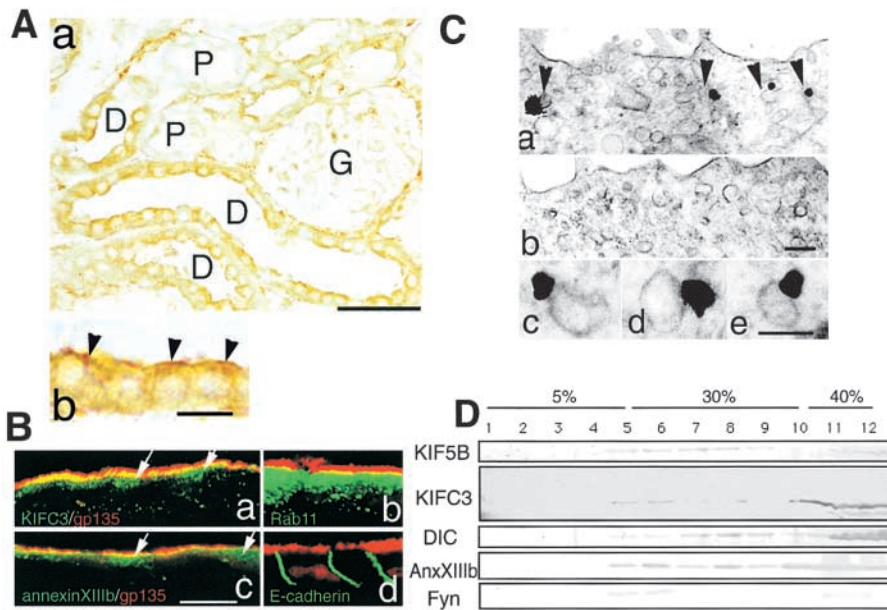 A
a
P
D
P
G
D
D
b
B
KIFC3/gp135
a
Rab11
b
annexinXIIIb/gp135
c
E-cadherin
d
C
a
b
c
d
e
D
5%
30%
40%
1 2 3 4 5 6 7 8 9 10 11 12
KIF5B
KIFC3
DIC
AnxXIIIb
Fyn